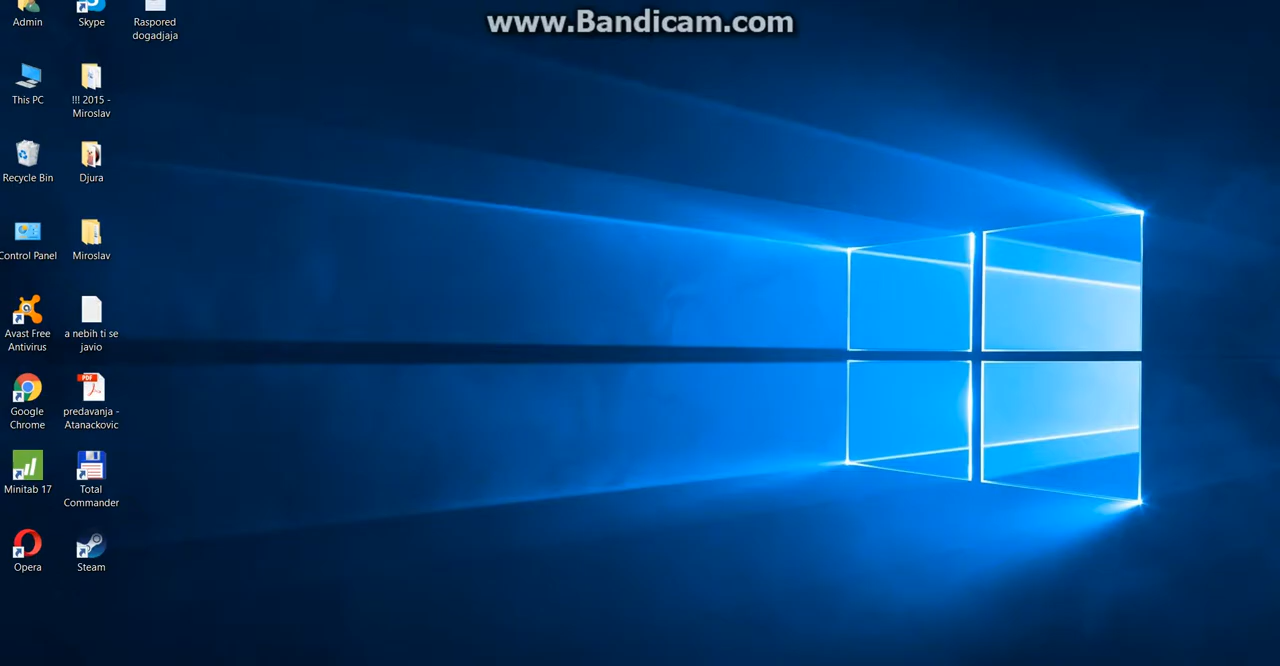 www.Bandicam.com
Admin
Skype
Raspored
dogadjaja
This PC
!!! 2015 -
Miroslav
Recycle Bin
Djura
Control Panel
Miroslav
Avast Free
Antivirus
a nebih ti se
javio
Google
Chrome
PDF
predavanja -
Atanackovic
Minitab 17
Total
Commander
Opera
Steam